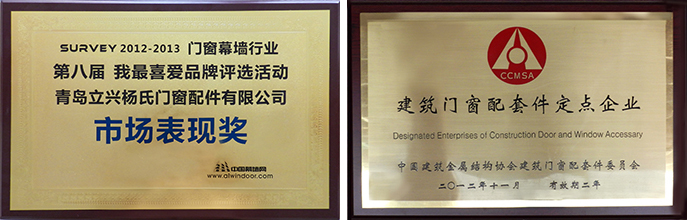 SURVEY 2012-2013 门窗幕墙行业
第八届 我最喜爱品牌评选活动
青岛立兴杨氏门窗配件有限公司
市场表现奖
中国幕墙网
www.alwindoor.com
CCMSA
建筑门窗配套件定点企业
Designated Enterprises of Construction Door and Window Accessary
中国建筑金属结构协会建筑门窗配套件委员会
二〇一二年十一月 有效期二年